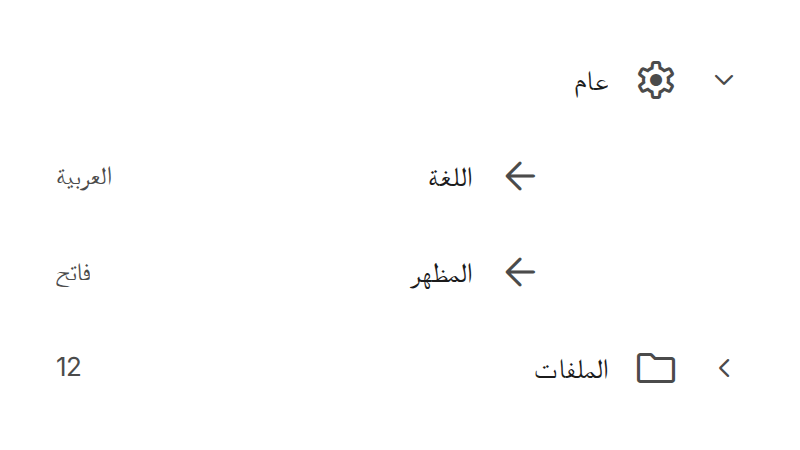 عام
اللغة العربية
المظهر فاتح
الملفات 12